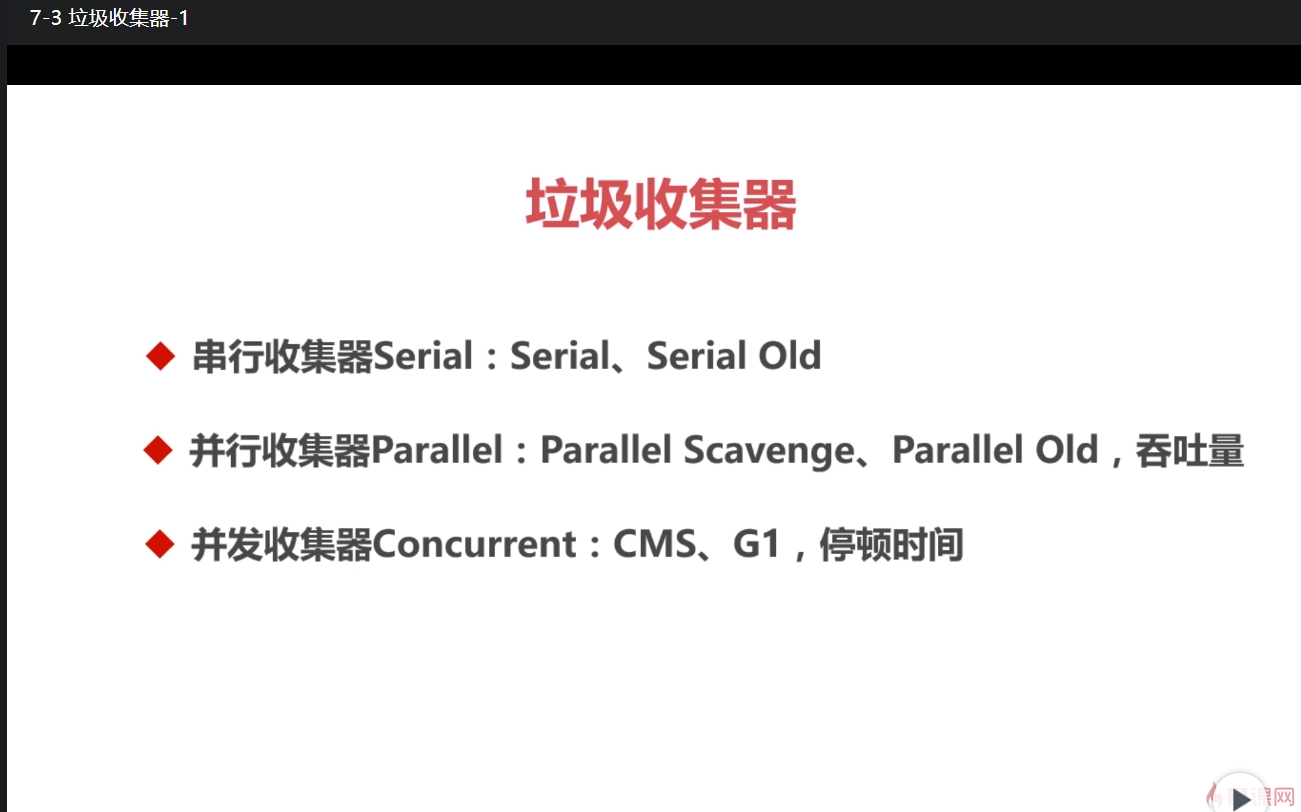 7-3 垃圾收集器-1
垃圾收集器
串行收集器Serial：Serial、Serial Old
并行收集器Parallel：Parallel Scavenge、Parallel Old，吞吐量
并发收集器Concurrent：CMS、G1，停顿时间
课网